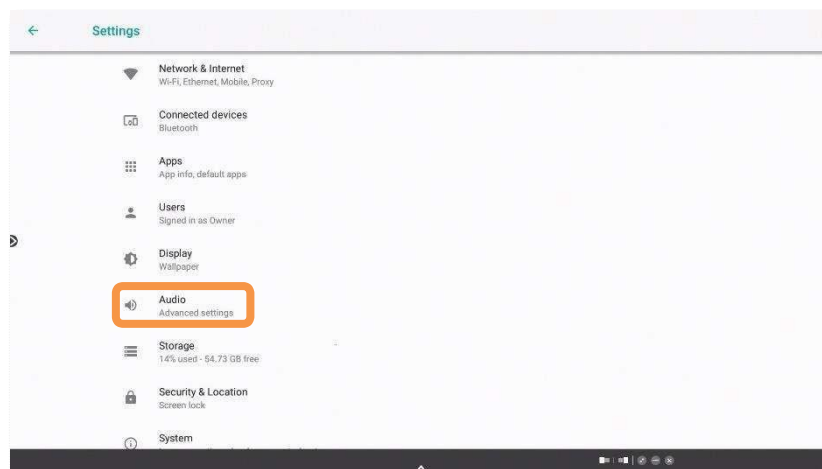 Settings
Network & Internet
Wi-Fi, Ethernet, Mobile, Proxy
Connected devices
Bluetooth
Apps
App info, default apps
Users
Signed in as Owner
Display
Wallpaper
Audio
Advanced settings
Storage
14% used - 54.73 GB free
Security & Location
Screen lock
System